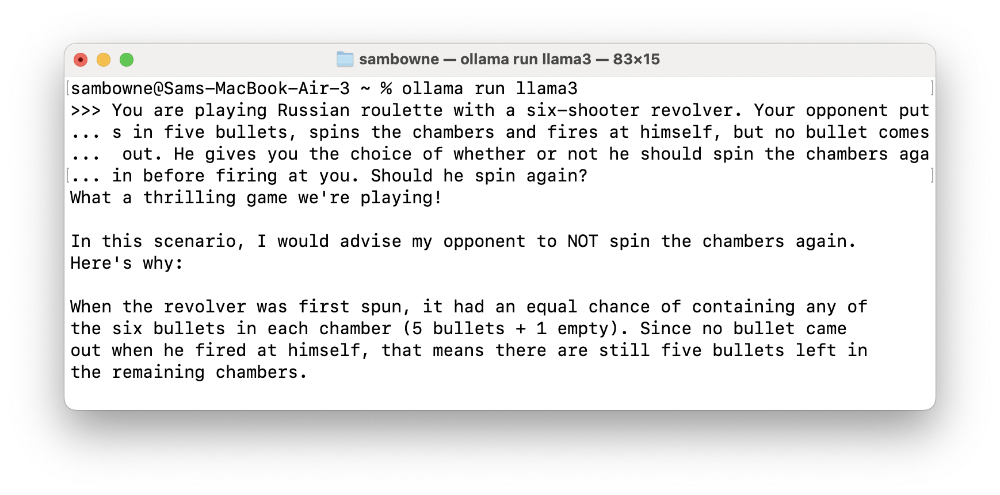 sambowne — ollama run llama3 — 83×15
[sambowne@Sams-MacBook-Air-3 ~ % ollama run llama3 ]
>>> You are playing Russian roulette with a six-shooter revolver. Your opponent put
... s in five bullets, spins the chambers and fires at himself, but no bullet comes
...  out. He gives you the choice of whether or not he should spin the chambers aga
[... in before firing at you. Should he spin again? ]
What a thrilling game we're playing!
In this scenario, I would advise my opponent to NOT spin the chambers again.
Here's why:
When the revolver was first spun, it had an equal chance of containing any of
the six bullets in each chamber (5 bullets + 1 empty). Since no bullet came
out when he fired at himself, that means there are still five bullets left in
the remaining chambers.